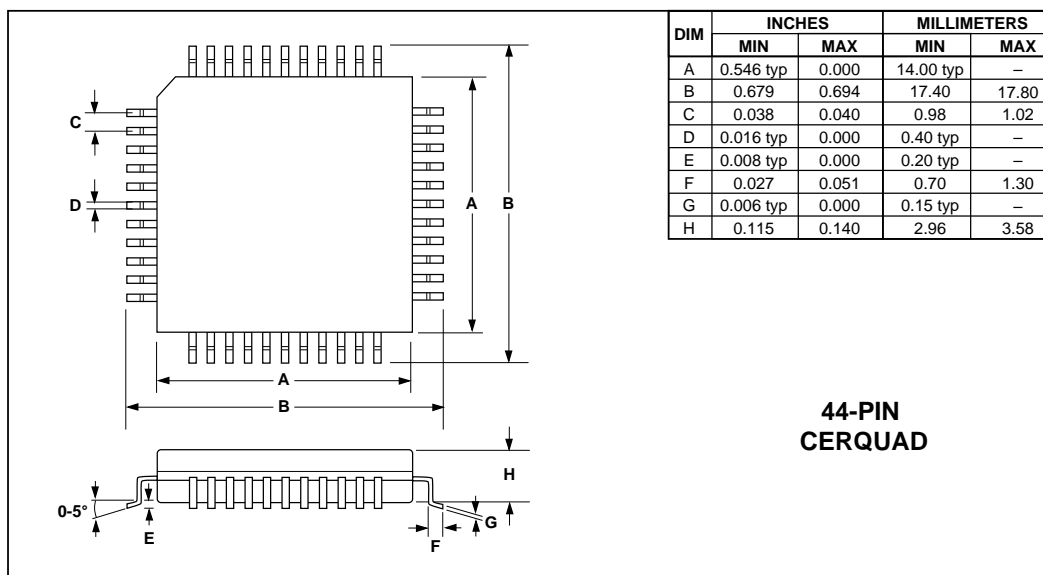 DIM INCHES MILLIMETERS
MIN MAX MIN MAX
A 0.546 typ 0.000 14.00 typ –
B 0.679 0.694 17.40 17.80
C 0.038 0.040 0.98 1.02
D 0.016 typ 0.000 0.40 typ –
E 0.008 typ 0.000 0.20 typ –
F 0.027 0.051 0.70 1.30
G 0.006 typ 0.000 0.15 typ –
H 0.115 0.140 2.96 3.58
C
D
A
B
A
B
H
0-5°
E
F
G
44-PIN
CERQUAD